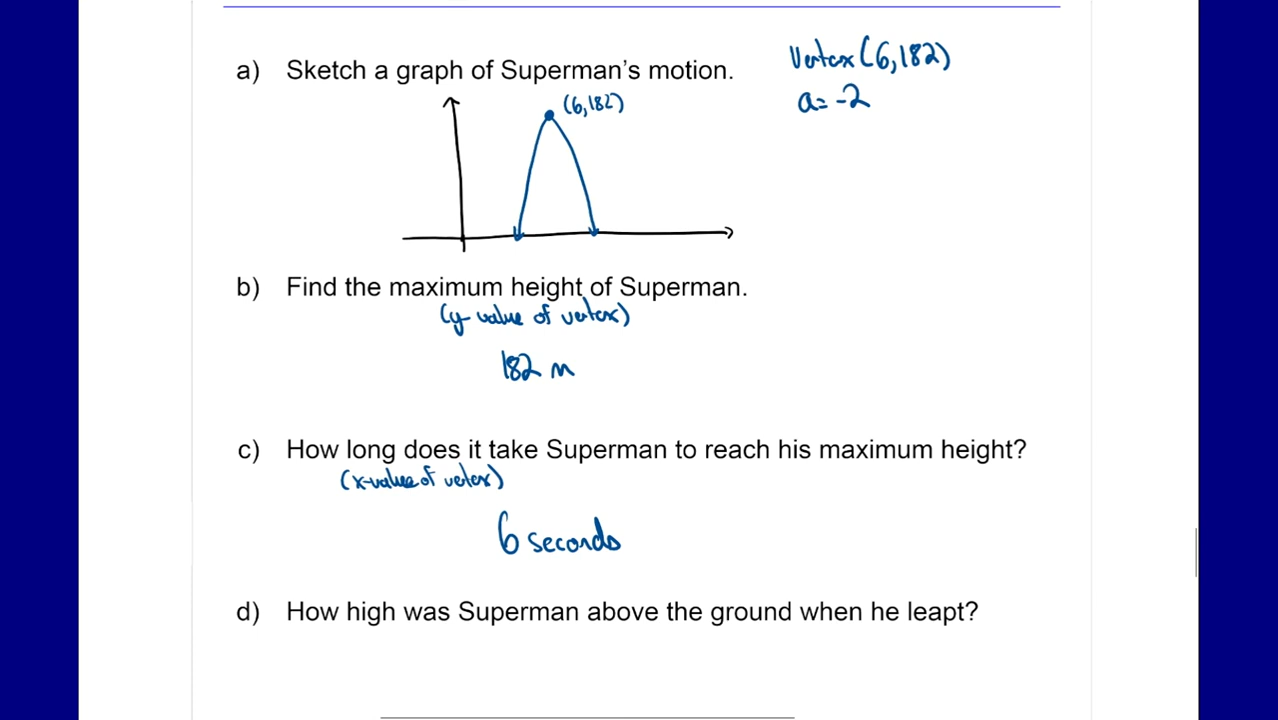 a) Sketch a graph of Superman's motion.
Vertex (6,182)
a= -2
(6,182)
b) Find the maximum height of Superman.
(y-value of vertex)
182 m
c) How long does it take Superman to reach his maximum height?
(x-value of vertex)
6 seconds
d) How high was Superman above the ground when he leapt?